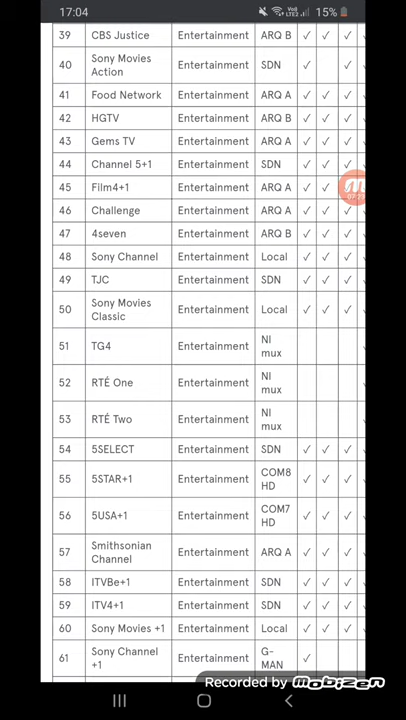 17:04 Vo) LTE2 15%
39 CBS Justice Entertainment ARQ B ✓ ✓ ✓
40 Sony Movies Action Entertainment SDN ✓ ✓
41 Food Network Entertainment ARQ A ✓ ✓ ✓
42 HGTV Entertainment ARQ B ✓ ✓ ✓
43 Gems TV Entertainment ARQ A ✓ ✓ ✓
44 Channel 5+1 Entertainment SDN ✓ ✓ ✓
45 Film4+1 Entertainment ARQ A ✓ ✓ ✓
46 Challenge Entertainment ARQ A ✓ ✓ ✓
47 4seven Entertainment ARQ B ✓ ✓ ✓
48 Sony Channel Entertainment Local ✓ ✓ ✓
49 TJC Entertainment SDN ✓ ✓ ✓
50 Sony Movies Classic Entertainment Local ✓ ✓ ✓
51 TG4 Entertainment NI mux
52 RTÉ One Entertainment NI mux
53 RTÉ Two Entertainment NI mux
54 5SELECT Entertainment SDN ✓ ✓ ✓
55 5STAR+1 Entertainment COM8 HD ✓ ✓ ✓
56 5USA+1 Entertainment COM7 HD ✓ ✓ ✓
57 Smithsonian Channel Entertainment ARQ A ✓ ✓ ✓
58 ITVBe+1 Entertainment SDN ✓ ✓ ✓
59 ITV4+1 Entertainment SDN ✓ ✓ ✓
60 Sony Movies +1 Entertainment Local ✓ ✓ ✓
61 Sony Channel +1 Entertainment G-MAN ✓
Recorded by Mobizen